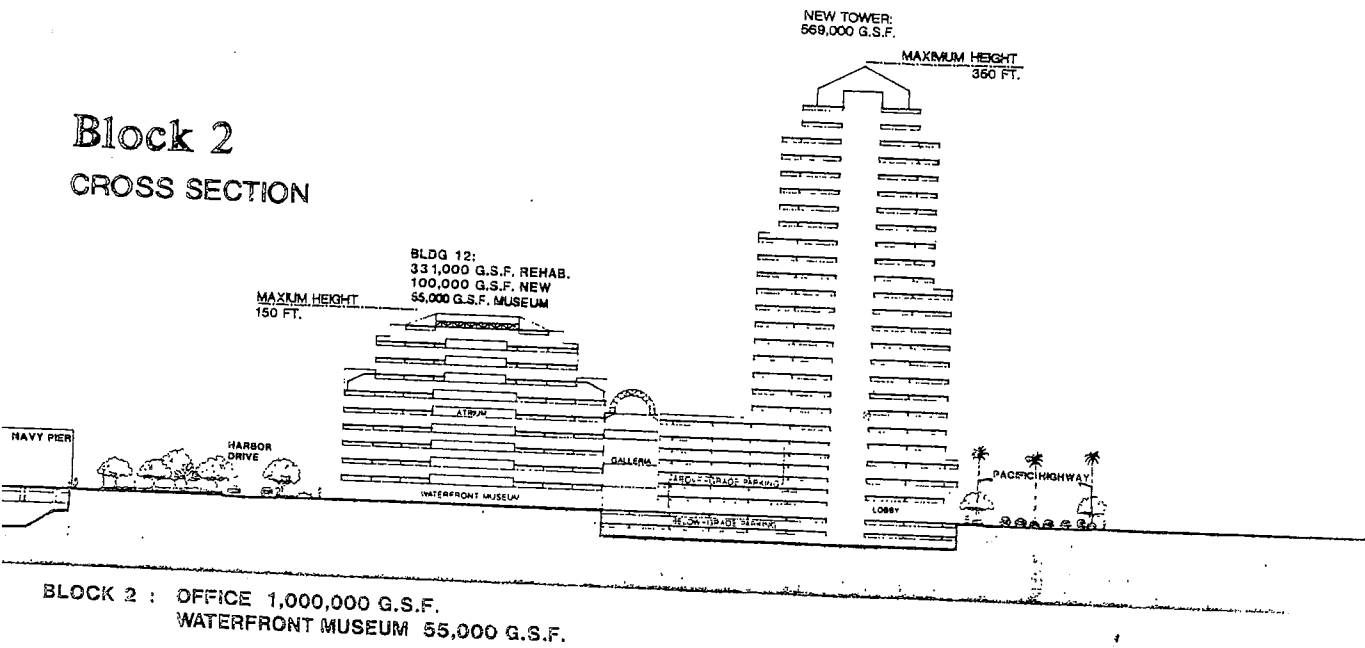 NEW TOWER:
569,000 G.S.F.
MAXIMUM HEIGHT
350 FT.
Block 2
CROSS SECTION
BLDG 12:
331,000 G.S.F. REHAB.
100,000 G.S.F. NEW
55,000 G.S.F. MUSEUM
MAXIUM HEIGHT
150 FT.
ATRIUM
NAVY PIER
HARBOR
DRIVE
GALLERIA
PACIFIC HIGHWAY
ABOVE-GRADE PARKING
WATERFRONT MUSEUM
LOBBY
BELOW-GRADE PARKING
BLOCK 2 : OFFICE 1,000,000 G.S.F.
WATERFRONT MUSEUM 55,000 G.S.F.